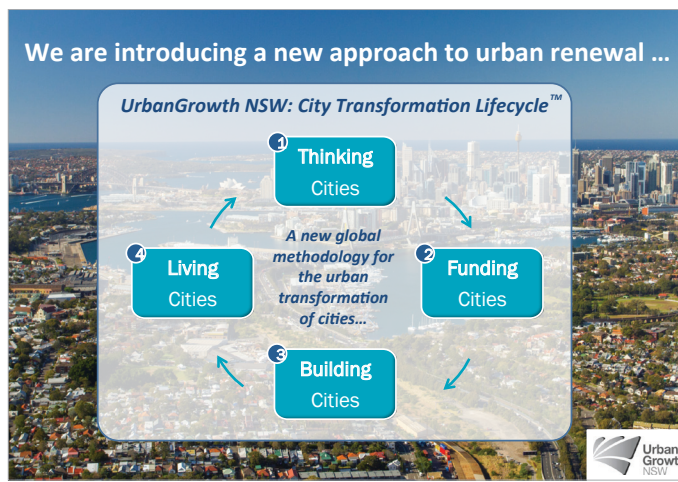 We are introducing a new approach to urban renewal …
UrbanGrowth NSW: City Transformation Lifecycle™
1
Thinking
Cities
4
Living
Cities
A new global
methodology for
the urban
transformation
of cities…
2
Funding
Cities
3
Building
Cities
Urban
Growt
NSW